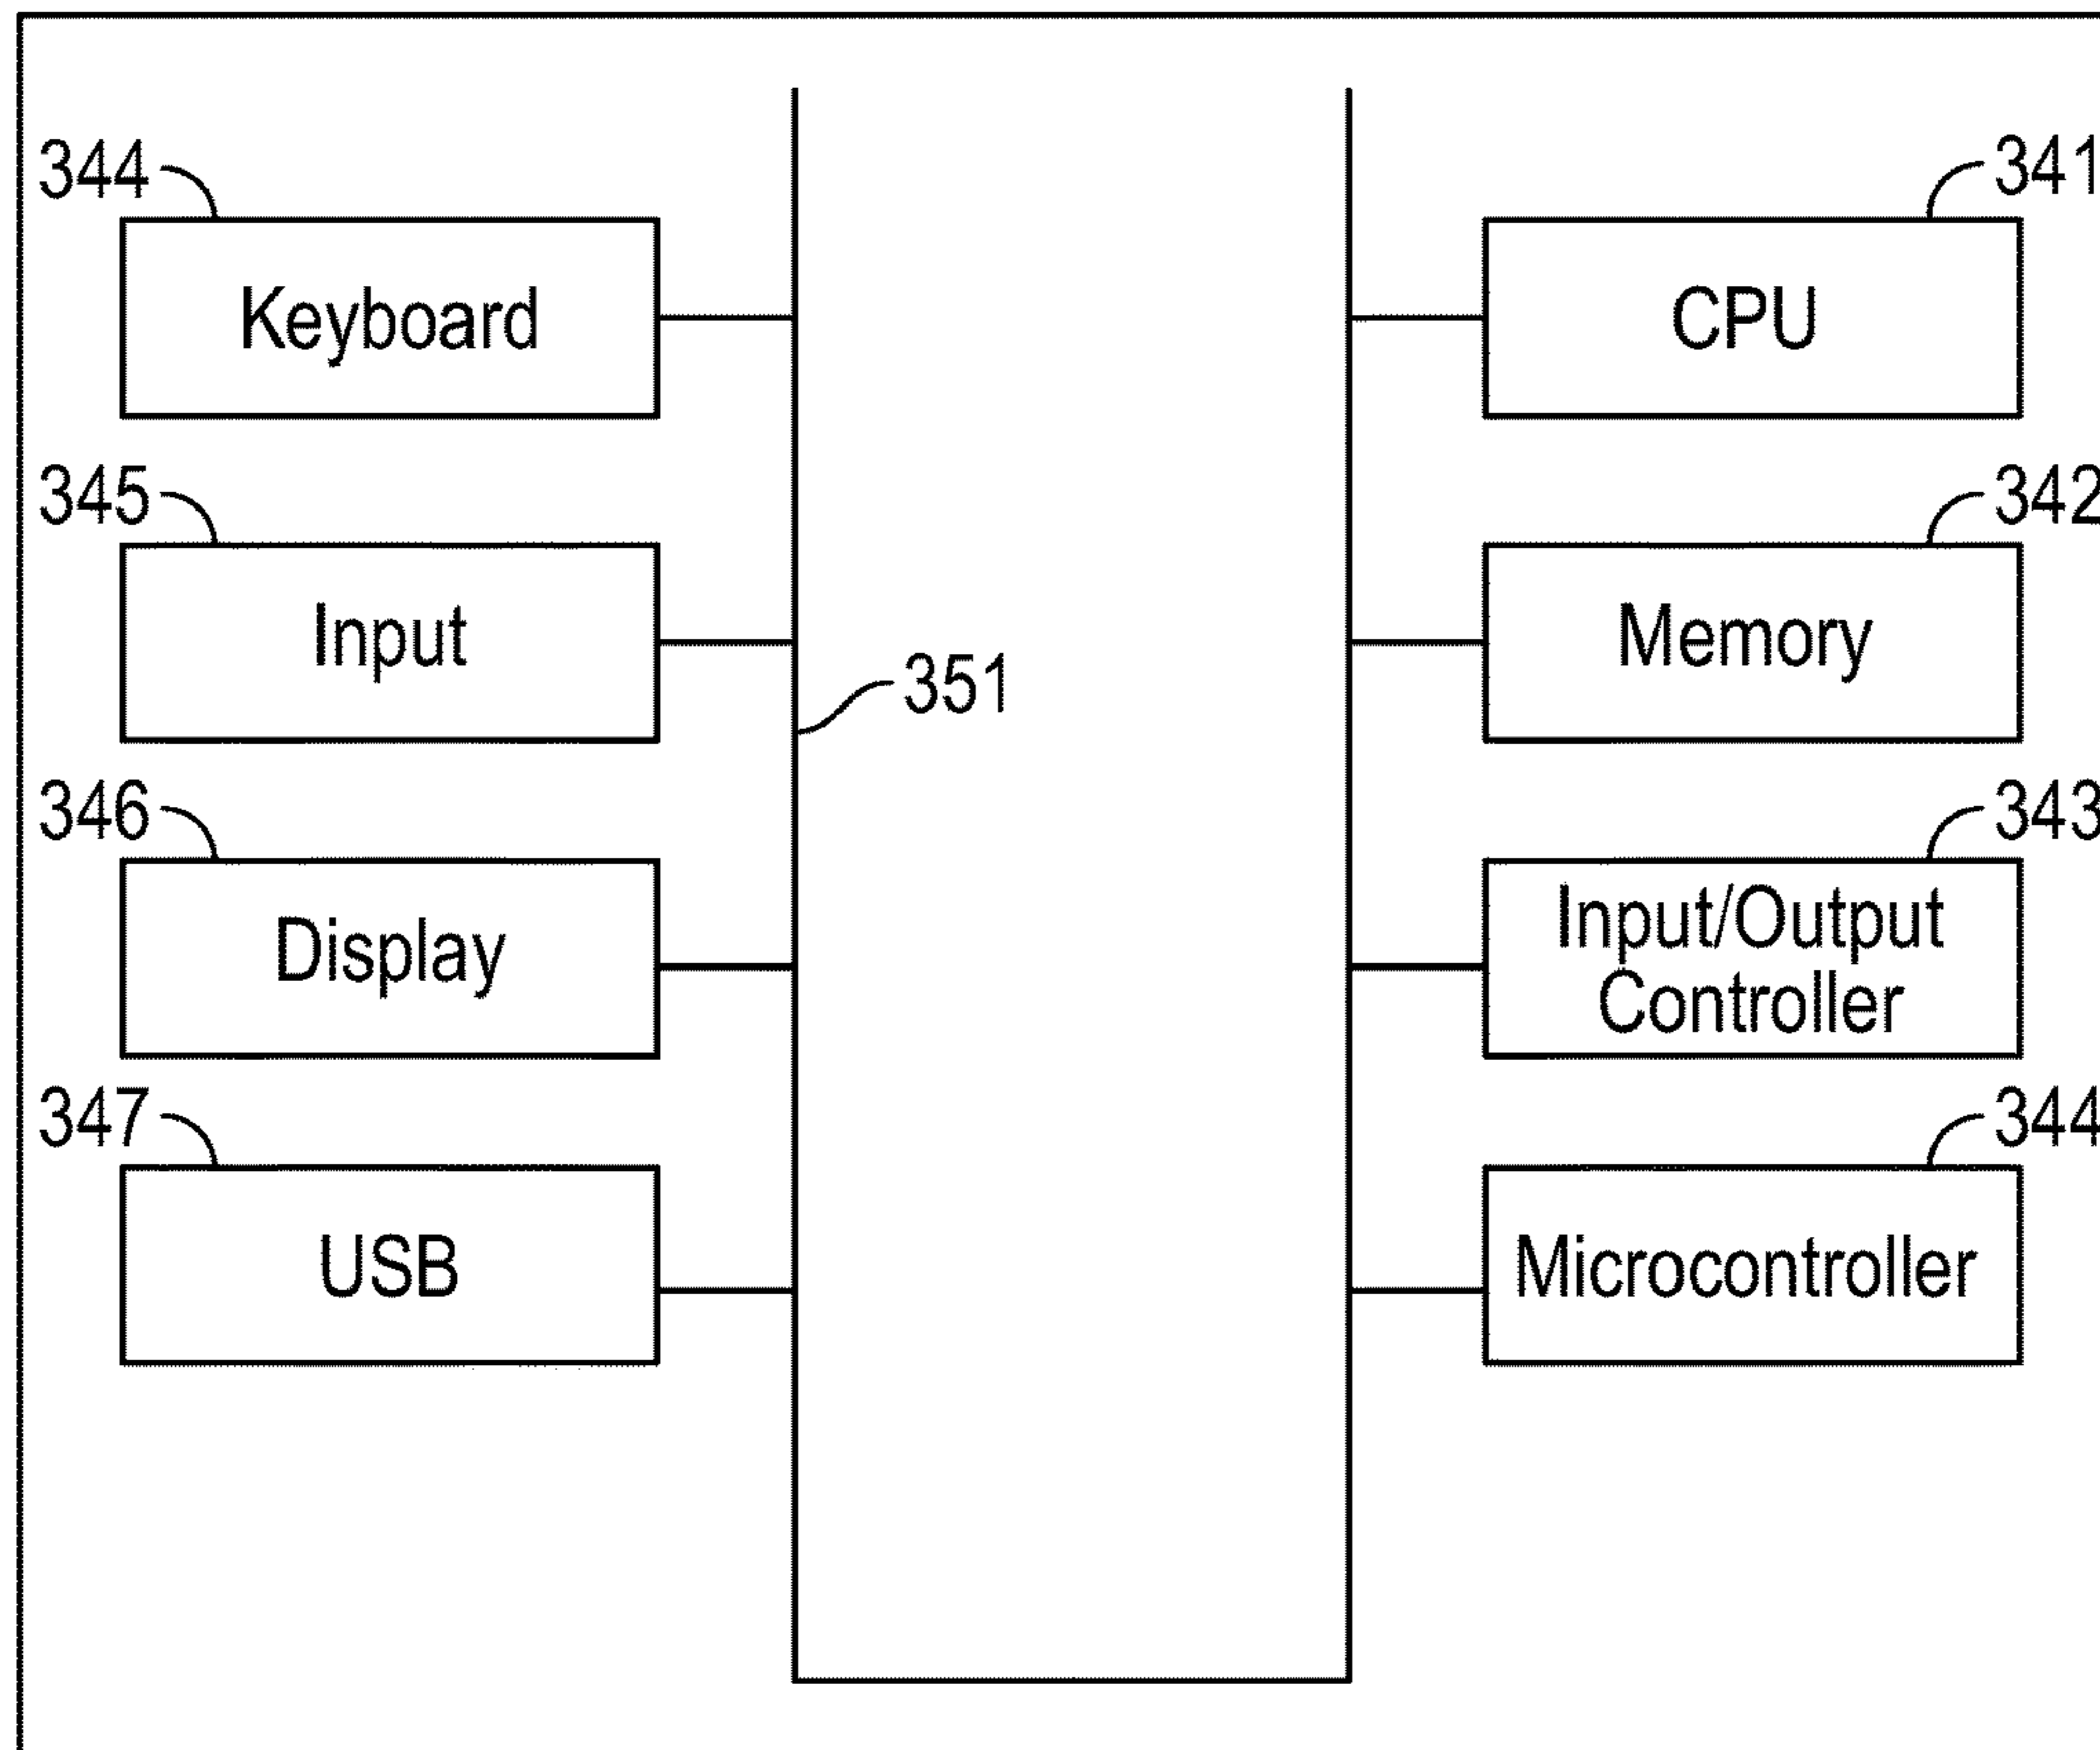 344
Keyboard
345
Input
346
Display
347
USB
351
341
CPU
342
Memory
343
Input/Output
Controller
344
Microcontroller